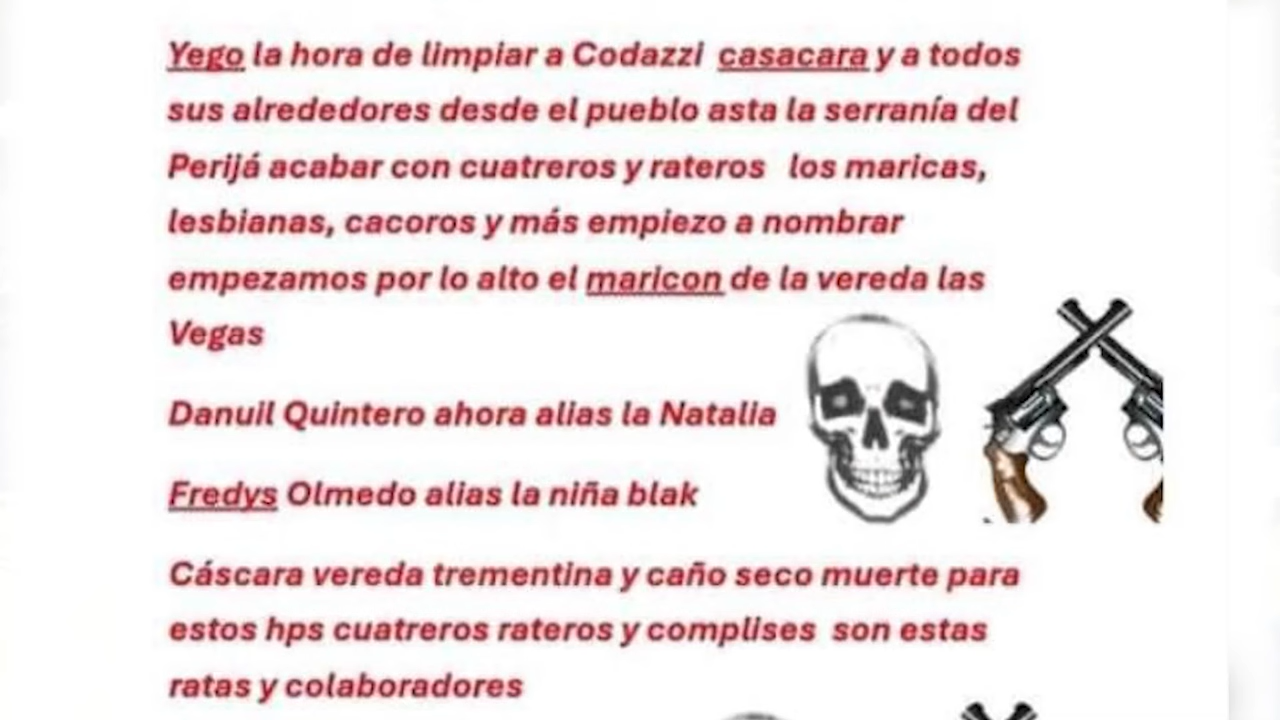 Yego la hora de limpiar a Codazzi casacara y a todos
sus alrededores desde el pueblo asta la serranía del
Perijá acabar con cuatreros y rateros los maricas,
lesbianas, cacoros y más empiezo a nombrar
empezamos por lo alto el maricon de la vereda las
Vegas
Danuil Quintero ahora alias la Natalia
Fredys Olmedo alias la niña blak
Cáscara vereda trementina y caño seco muerte para
estos hps cuatreros rateros y complises son estas
ratas y colaboradores